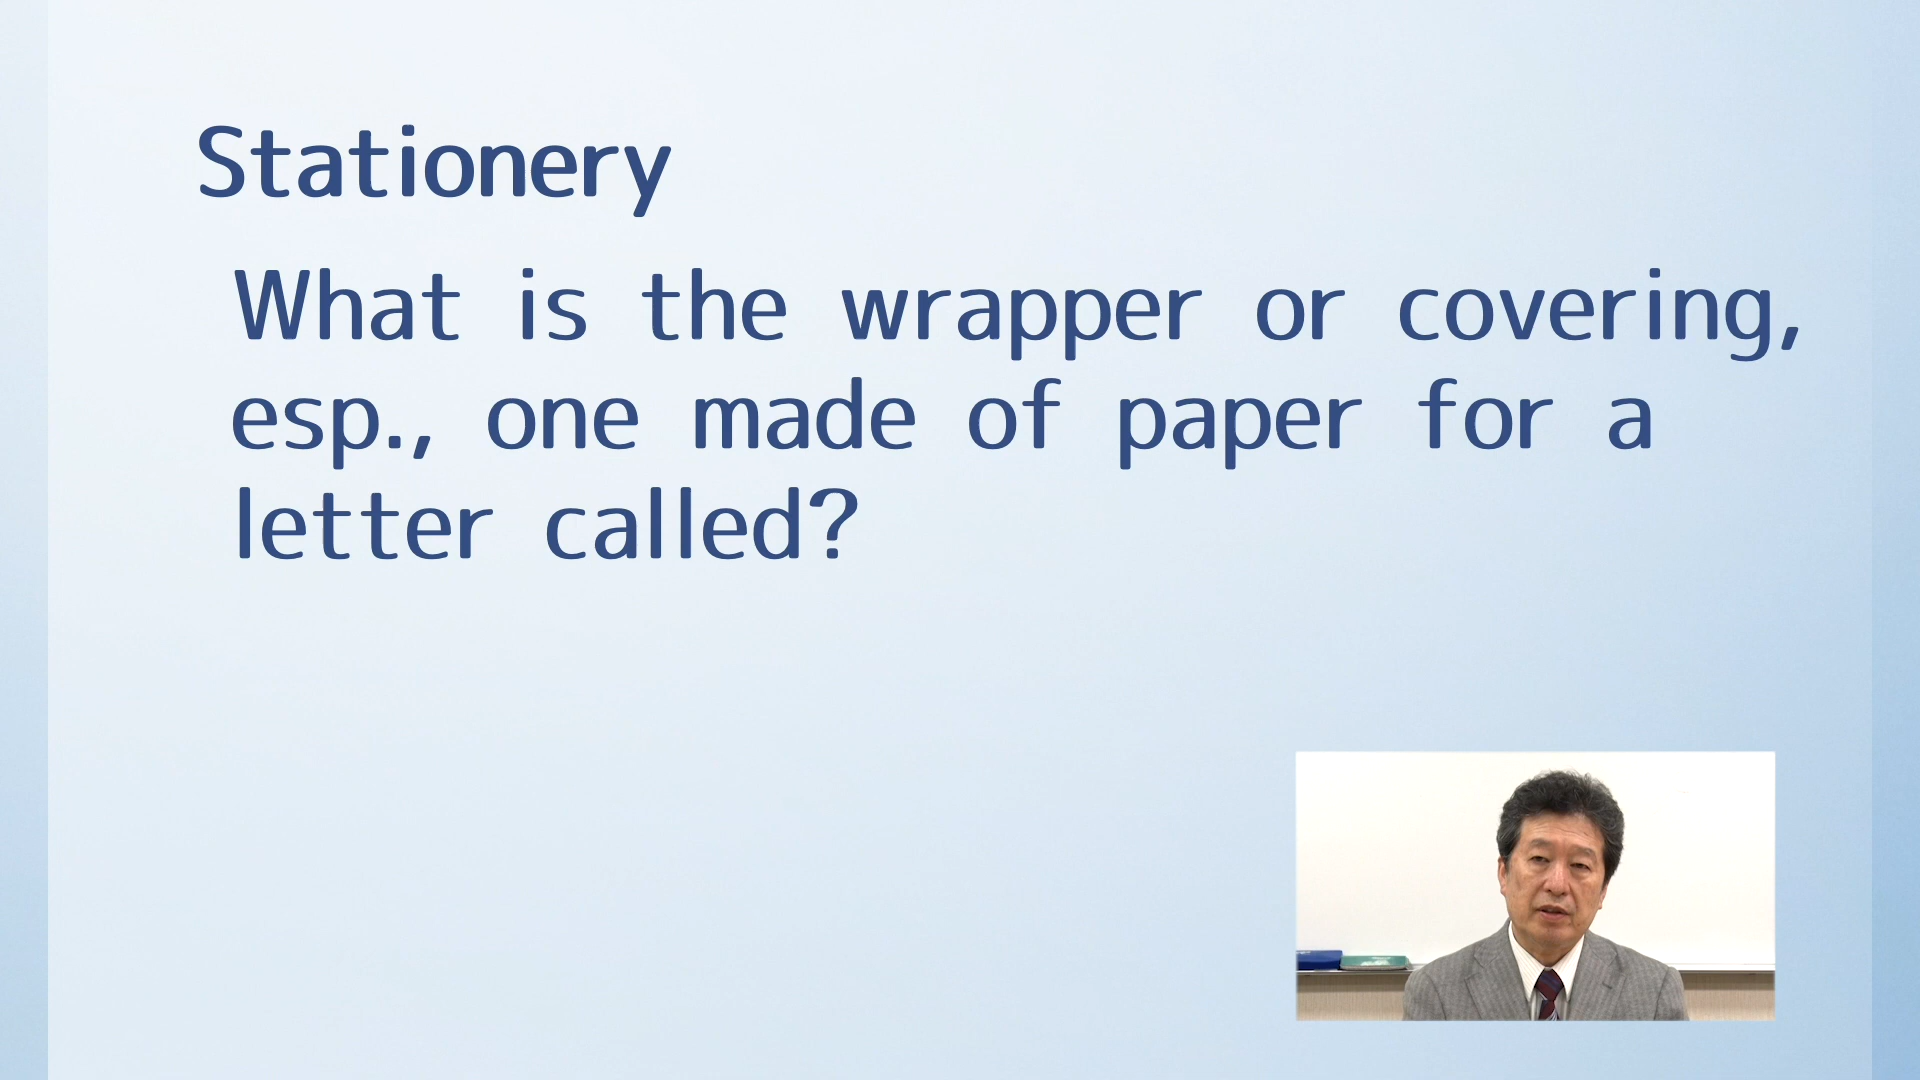 Stationery
What is the wrapper or covering,
esp., one made of paper for a
letter called?